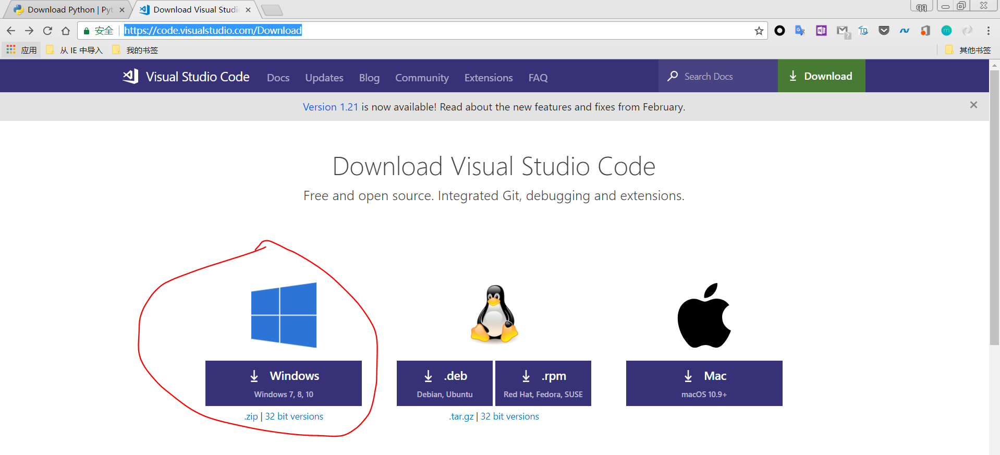 Download Python | Pyt
Download Visual Studi
qq
安全 https://code.visualstudio.com/Download
应用 从 IE 中导入 我的书签 其他书签
Visual Studio Code Docs Updates Blog Community Extensions FAQ Search Docs Download
Version 1.21 is now available! Read about the new features and fixes from February.
Download Visual Studio Code
Free and open source. Integrated Git, debugging and extensions.
Windows
Windows 7, 8, 10
.zip | 32 bit versions
.deb
Debian, Ubuntu
.rpm
Red Hat, Fedora, SUSE
.tar.gz | 32 bit versions
Mac
macOS 10.9+